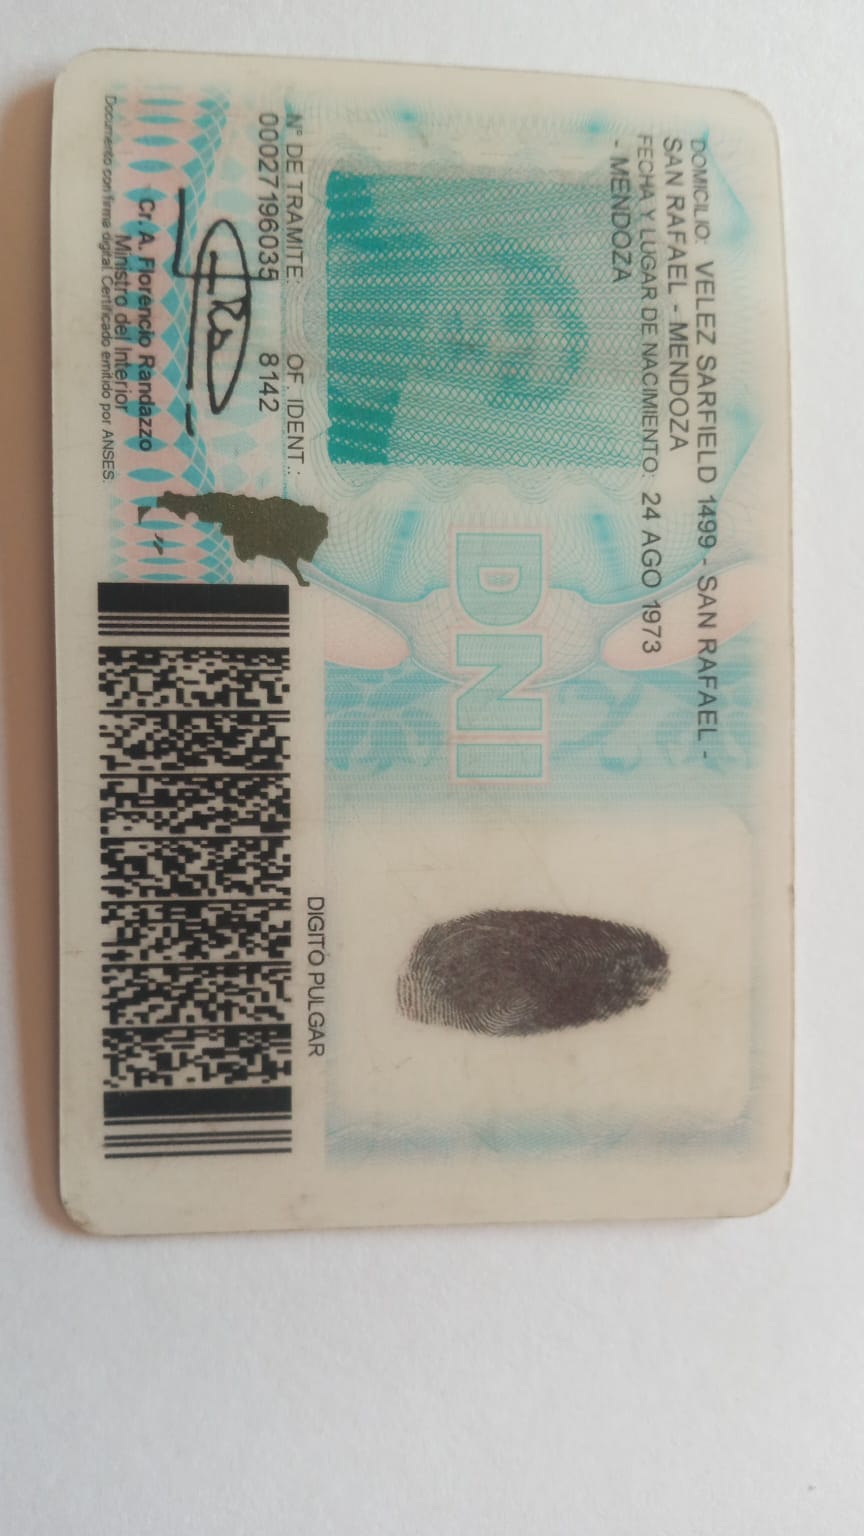 DOMICILIO: VELEZ SARFIELD 1499 - SAN RAFAEL -
SAN RAFAEL - MENDOZA
FECHA Y LUGAR DE NACIMIENTO: 24 AGO 1973
- MENDOZA
DNI
N° DE TRAMITE: OF. IDENT.:
00027196035 8142
DIGITO PULGAR
Cr. A. Florencio Randazzo
Ministro del Interior
Documento con firma digital. Certificado emitido por ANSES.